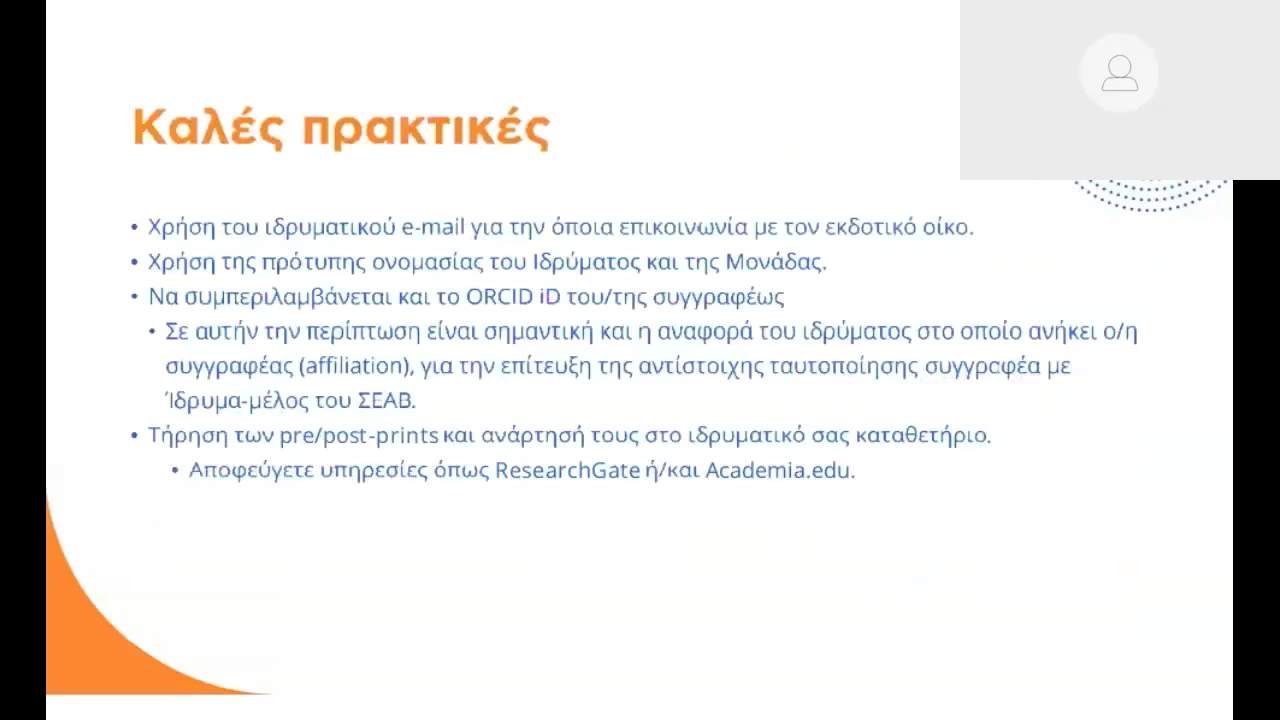 Καλές πρακτικές
• Χρήση του ιδρυματικού e-mail για την όποια επικοινωνία με τον εκδοτικό οίκο.
• Χρήση της πρότυπης ονομασίας του Ιδρύματος και της Μονάδας.
• Να συμπεριλαμβάνεται και το ORCID iD του/της συγγραφέως
• Σε αυτήν την περίπτωση είναι σημαντική και η αναφορά του ιδρύματος στο οποίο ανήκει ο/η
συγγραφέας (affiliation), για την επίτευξη της αντίστοιχης ταυτοποίησης συγγραφέα με
Ίδρυμα-μέλος του ΣΕΑΒ.
• Τήρηση των pre/post-prints και ανάρτησή τους στο ιδρυματικό σας καταθετήριο.
• Αποφεύγετε υπηρεσίες όπως ResearchGate ή/και Academia.edu.